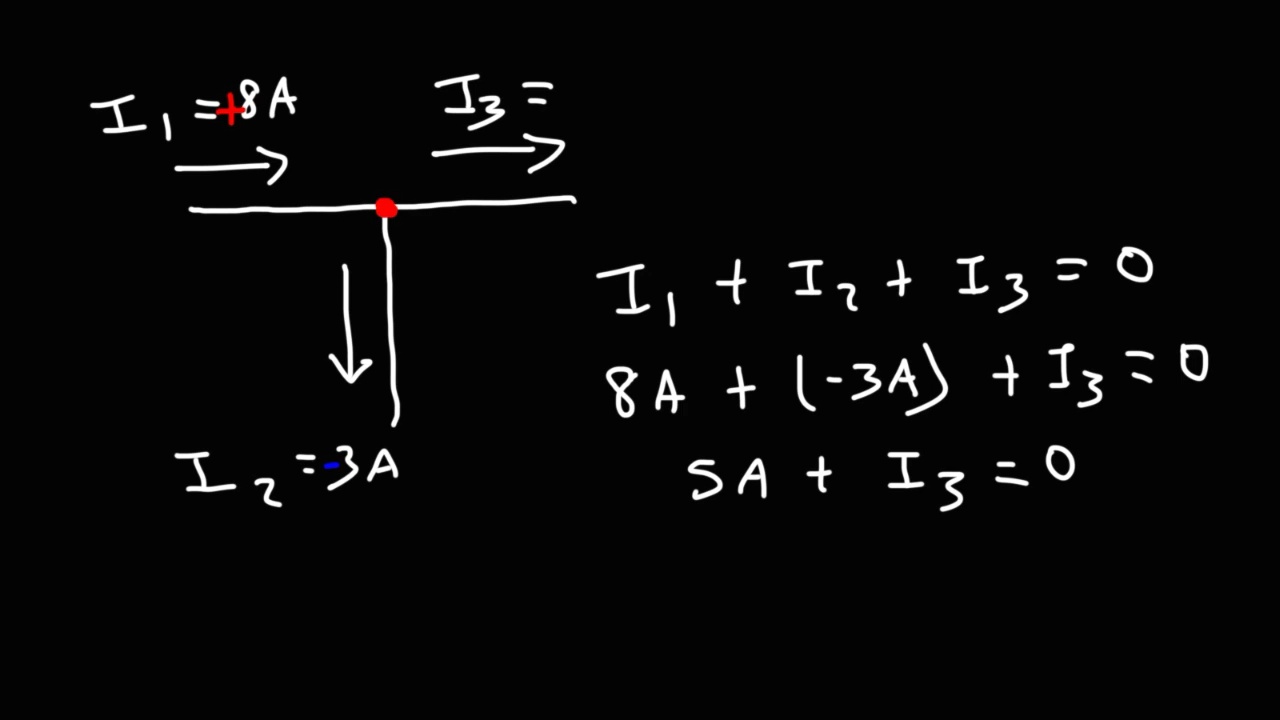 I₁ = +8A
I₃ =
I₁ + I₂ + I₃ = 0
8A + (-3A) + I₃ = 0
I₂ = -3A
5A + I₃ = 0